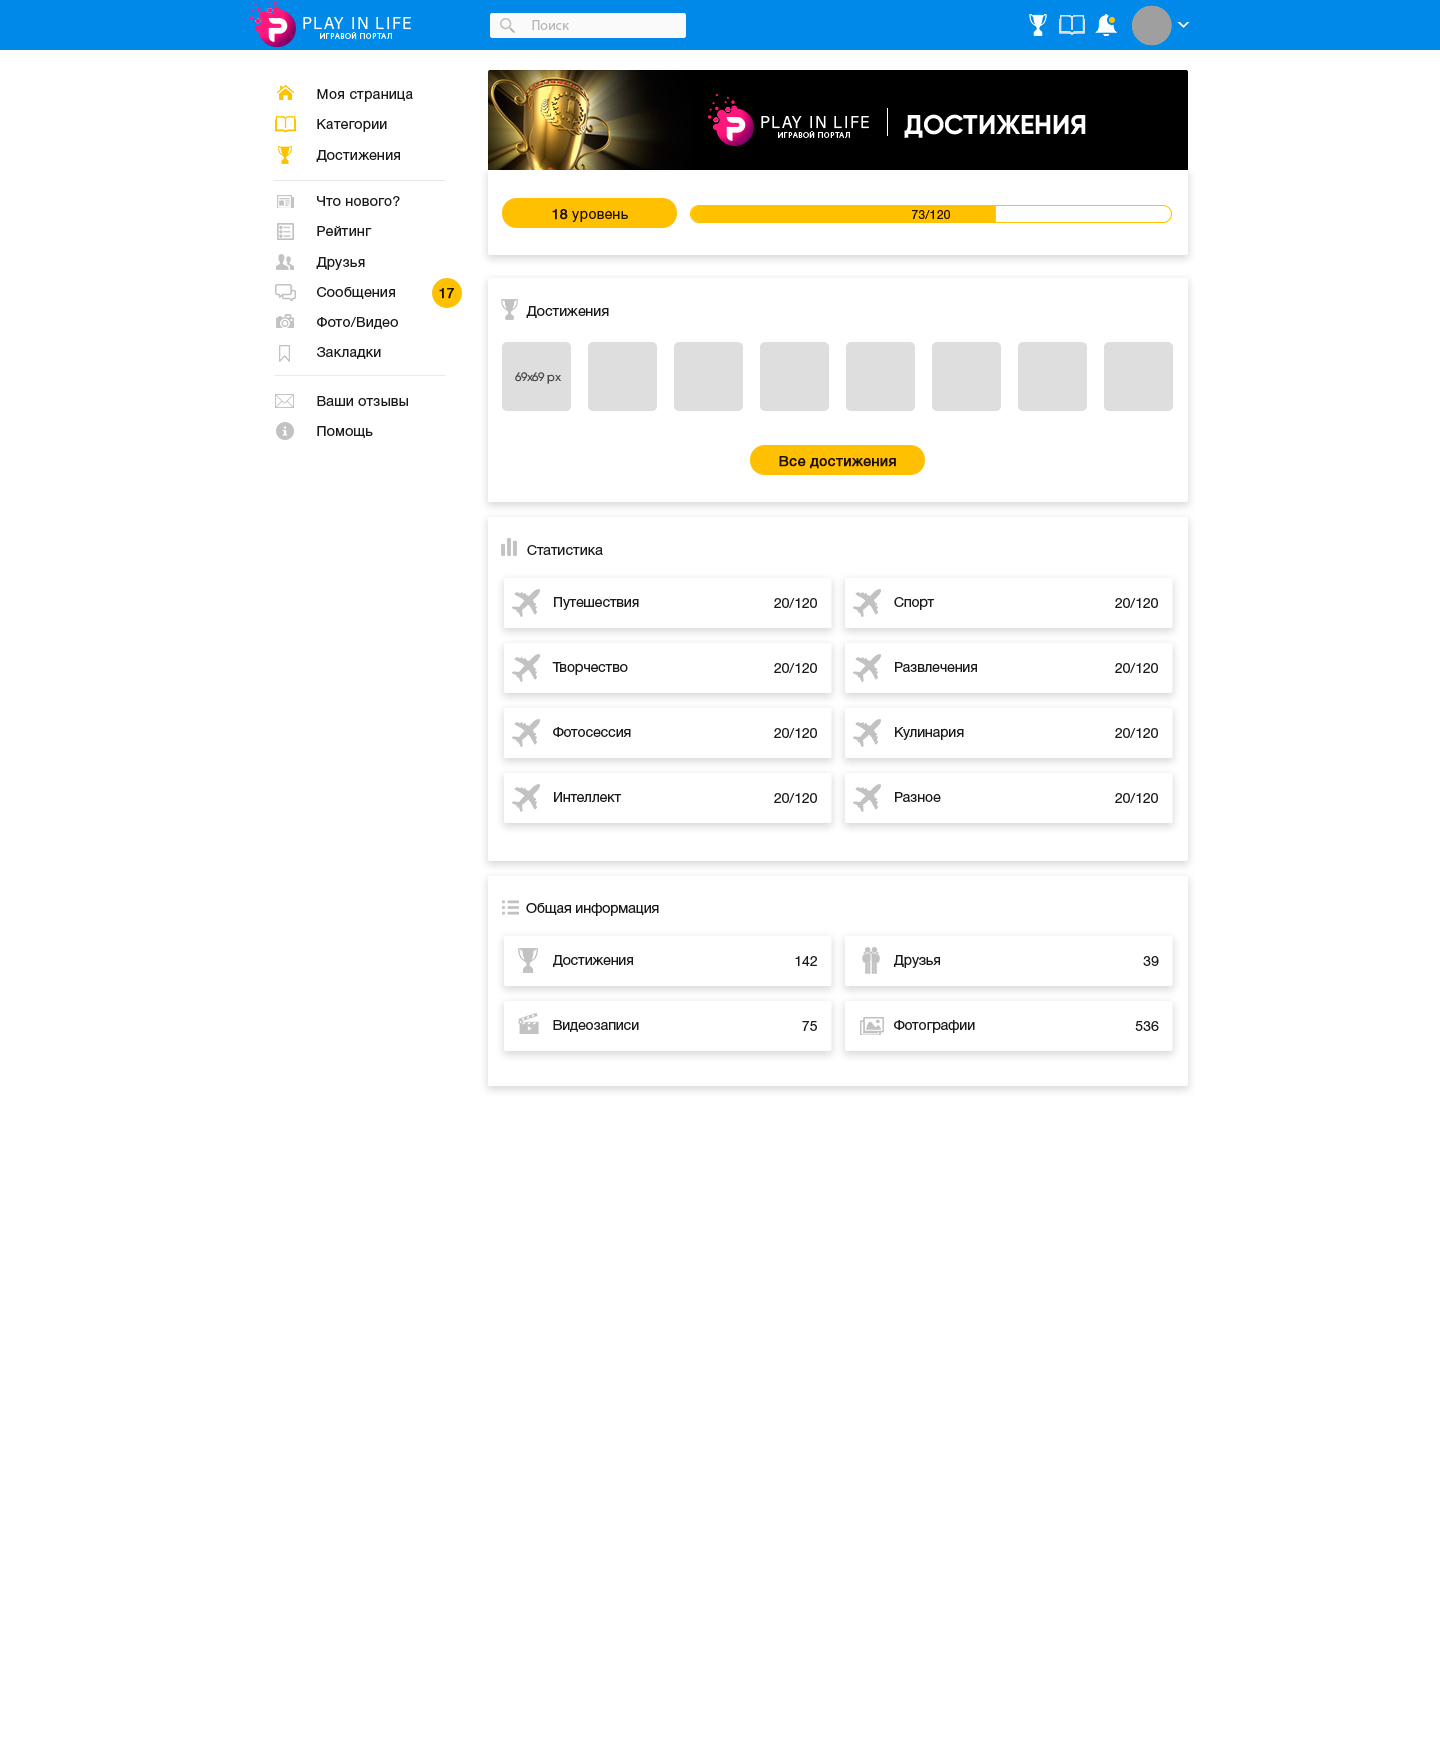 PLAY IN LIFE
ИГРАВОЙ ПОРТАЛ
Поиск
Моя страница
Категории
Достижения
Что нового?
Рейтинг
Друзья
Сообщения 17
Фото/Видео
Закладки
Ваши отзывы
Помощь
PLAY IN LIFE
ИГРАВОЙ ПОРТАЛ
ДОСТИЖЕНИЯ
18 уровень 73/120
Достижения
69x69 px
Все достижения
Статистика
Путешествия 20/120 Спорт 20/120
Творчество 20/120 Развлечения 20/120
Фотосессия 20/120 Кулинария 20/120
Интеллект 20/120 Разное 20/120
Общая информация
Достижения 142 Друзья 39
Видеозаписи 75 Фотографии 536